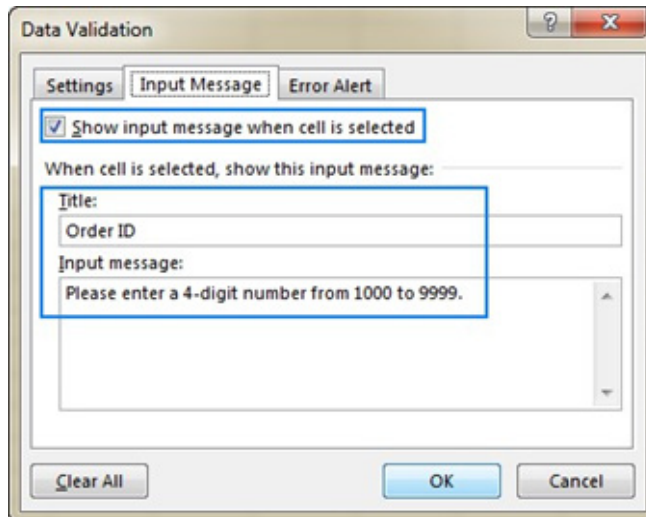 Data Validation
Settings Input Message Error Alert
Show input message when cell is selected
When cell is selected, show this input message:
Title:
Order ID
Input message:
Please enter a 4-digit number from 1000 to 9999.
Clear All OK Cancel